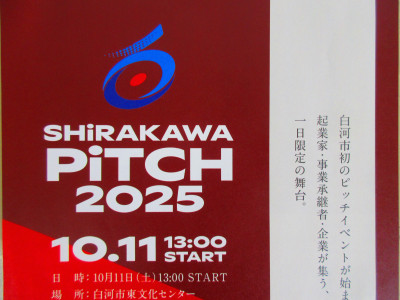 SHiRAKAWA
PiTCH
2025
10.11 13:00
START
日 時：10月11日（土）13:00 START
場 所：白河市東文化センター
白河市初のピッチイベントが始ま
起業家・事業承継者・企業が集う、
一日限定の舞台。